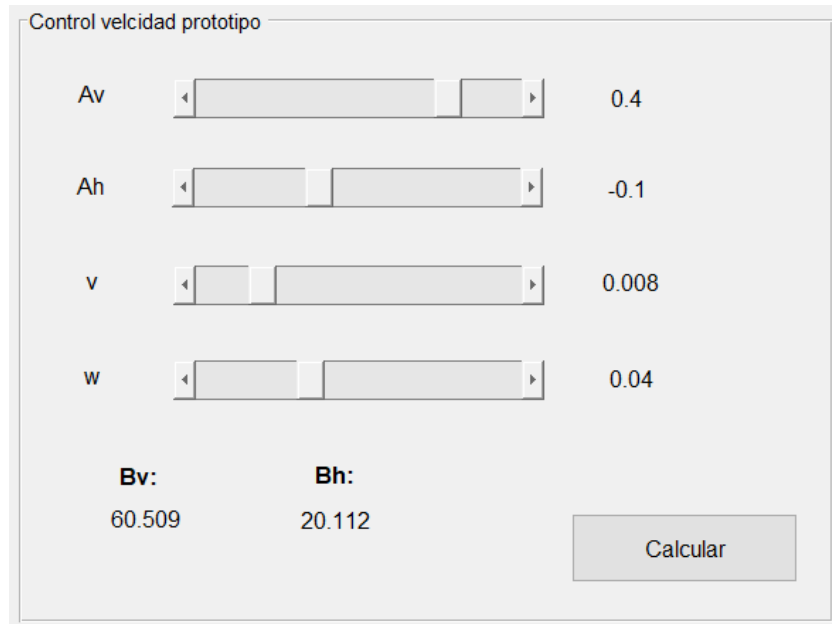 Control velcidad prototipo
Av 0.4
Ah -0.1
v 0.008
w 0.04
Bv: Bh:
60.509 20.112
Calcular